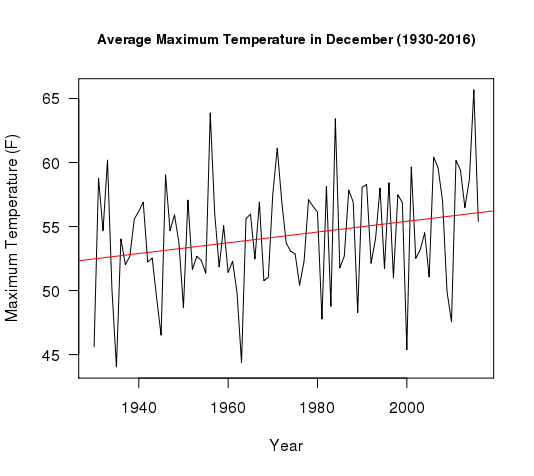 Average Maximum Temperature in December (1930-2016)
Maximum Temperature (F)
65
60
55
50
45
1940 1960 1980 2000
Year